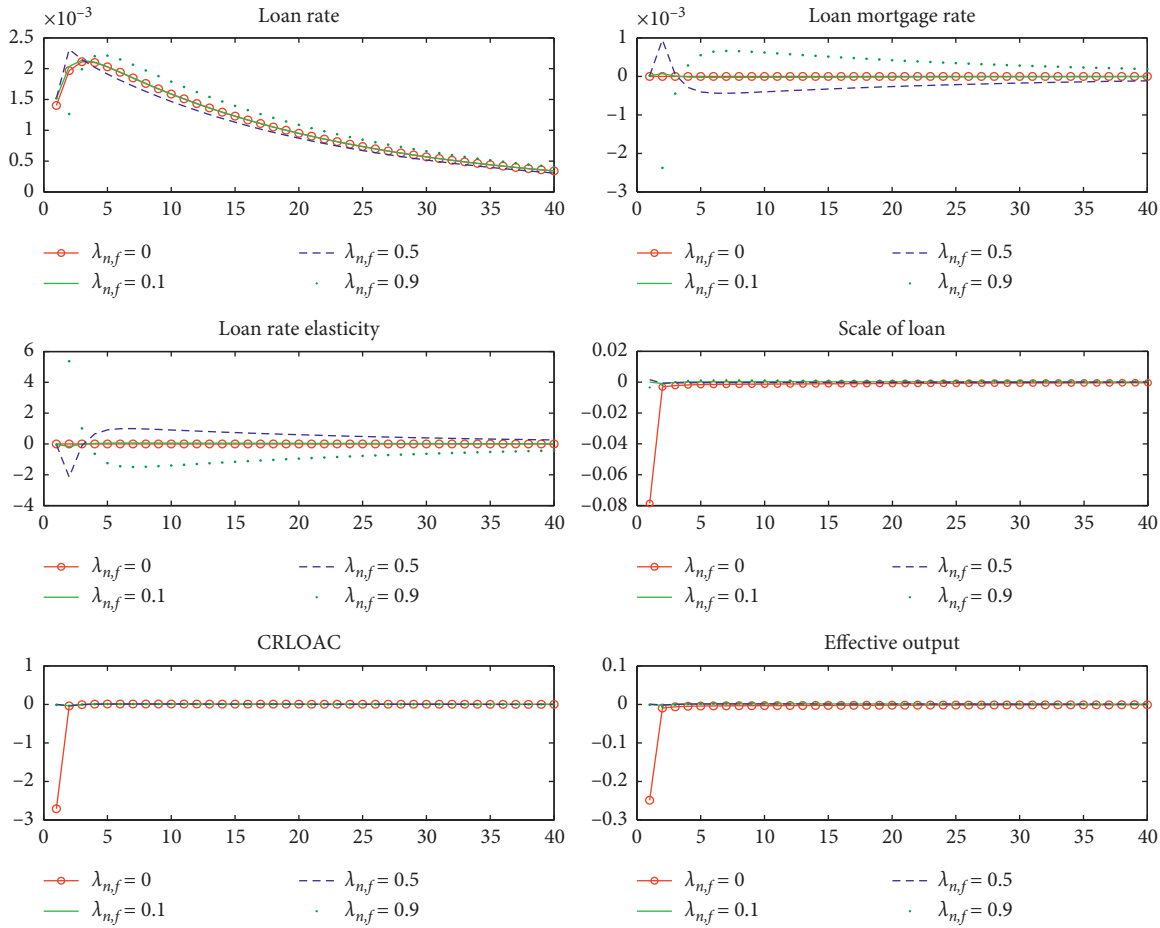 Loan rate
×10⁻³
2.5
2
1.5
1
0.5
0
0 5 10 15 20 25 30 35 40
λn,f = 0
λn,f = 0.1
λn,f = 0.5
λn,f = 0.9
Loan mortgage rate
×10⁻³
1
0
–1
–2
–3
0 5 10 15 20 25 30 35 40
λn,f = 0
λn,f = 0.1
λn,f = 0.5
λn,f = 0.9
Loan rate elasticity
6
4
2
0
–2
–4
0 5 10 15 20 25 30 35 40
λn,f = 0
λn,f = 0.1
λn,f = 0.5
λn,f = 0.9
Scale of loan
0.02
0
–0.02
–0.04
–0.06
–0.08
0 5 10 15 20 25 30 35 40
λn,f = 0
λn,f = 0.1
λn,f = 0.5
λn,f = 0.9
CRLOAC
1
0
–1
–2
–3
0 5 10 15 20 25 30 35 40
λn,f = 0
λn,f = 0.1
λn,f = 0.5
λn,f = 0.9
Effective output
0.1
0
–0.1
–0.2
–0.3
0 5 10 15 20 25 30 35 40
λn,f = 0
λn,f = 0.1
λn,f = 0.5
λn,f = 0.9